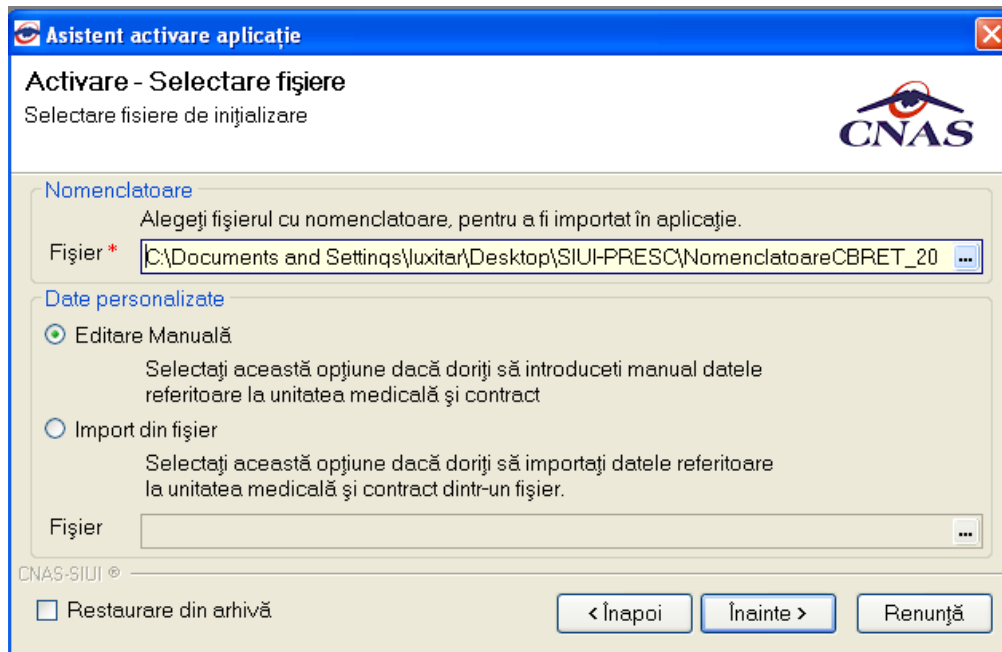 Asistent activare aplicație
Activare - Selectare fişiere
Selectare fisiere de iniţializare
CNAS
Nomenclatoare
Alegeţi fişierul cu nomenclatoare, pentru a fi importat în aplicaţie.
Fişier *
C:\Documents and Settings\luxitar\Desktop\SIUI-PRESC\NomenclatoareCBRET_20 ...
Date personalizate
Editare Manuală
Selectaţi această opţiune dacă doriţi să introduceti manual datele
referitoare la unitatea medicală şi contract
Import din fişier
Selectaţi această opţiune dacă doriţi să importaţi datele referitoare
la unitatea medicală şi contract dintr-un fişier.
Fişier ...
CNAS-SIUI ®
Restaurare din arhivă
< Înapoi
Înainte >
Renunţă